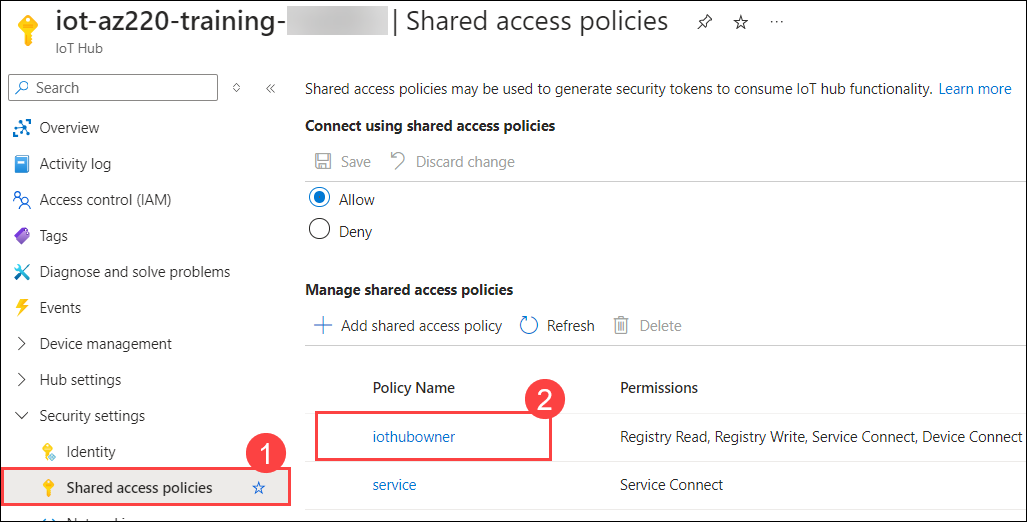 iot-az220-training- | Shared access policies ...
IoT Hub
Search
Overview
Activity log
Access control (IAM)
Tags
Diagnose and solve problems
Events
Device management
Hub settings
Security settings
Identity
1
Shared access policies
Shared access policies may be used to generate security tokens to consume IoT hub functionality. Learn more
Connect using shared access policies
Save Discard change
Allow
Deny
Manage shared access policies
Add shared access policy Refresh Delete
Policy Name Permissions
2
iothubowner Registry Read, Registry Write, Service Connect, Device Connect
service Service Connect